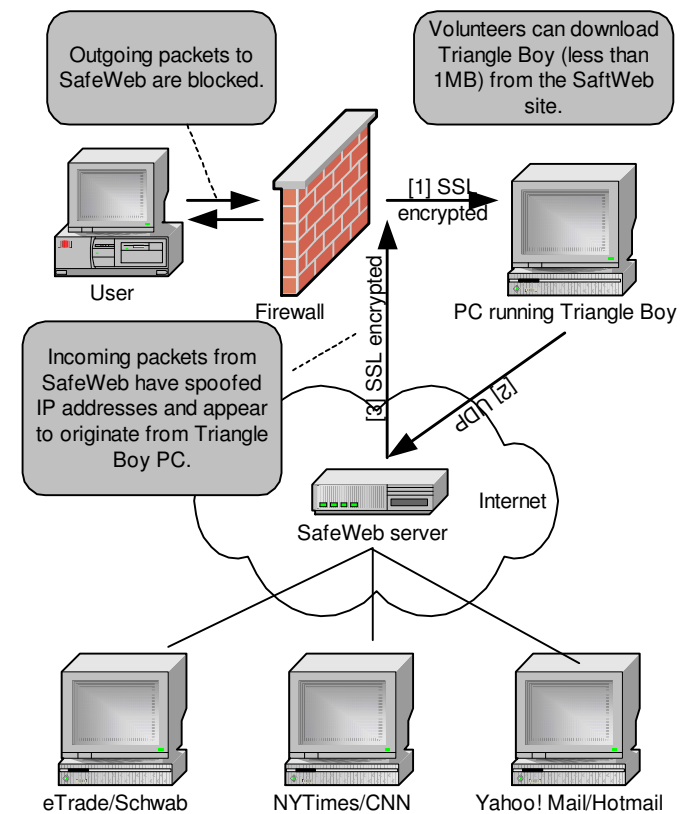 Outgoing packets to
SafeWeb are blocked.
Volunteers can download
Triangle Boy (less than
1MB) from the SaftWeb
site.
[1] SSL
encrypted
User
Firewall
PC running Triangle Boy
[3] SSL encrypted
Incoming packets from
SafeWeb have spoofed
IP addresses and appear
to originate from Triangle
Boy PC.
[2] UDP
Internet
SafeWeb server
eTrade/Schwab
NYTimes/CNN
Yahoo! Mail/Hotmail